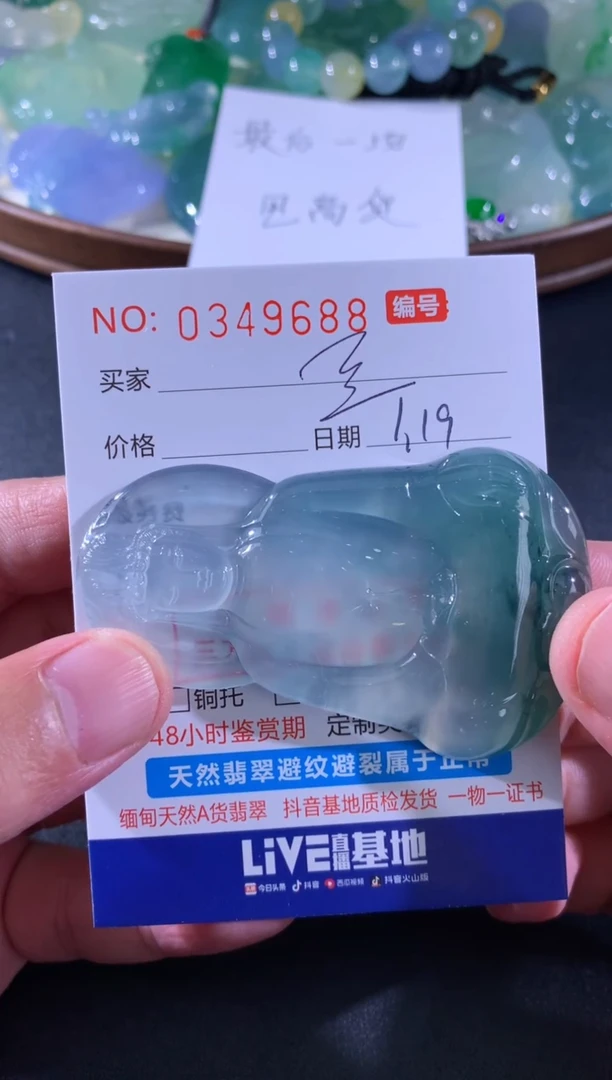 最后一场
NO: 0349688 编号
买家
价格 日期 1,19
铜托
48小时鉴赏期 定制
天然翡翠避纹避裂属于正常
缅甸天然A货翡翠 抖音基地质检发货 一物一证书
LiVE直播基地
今日头条 抖音 西瓜视频 抖音火山版